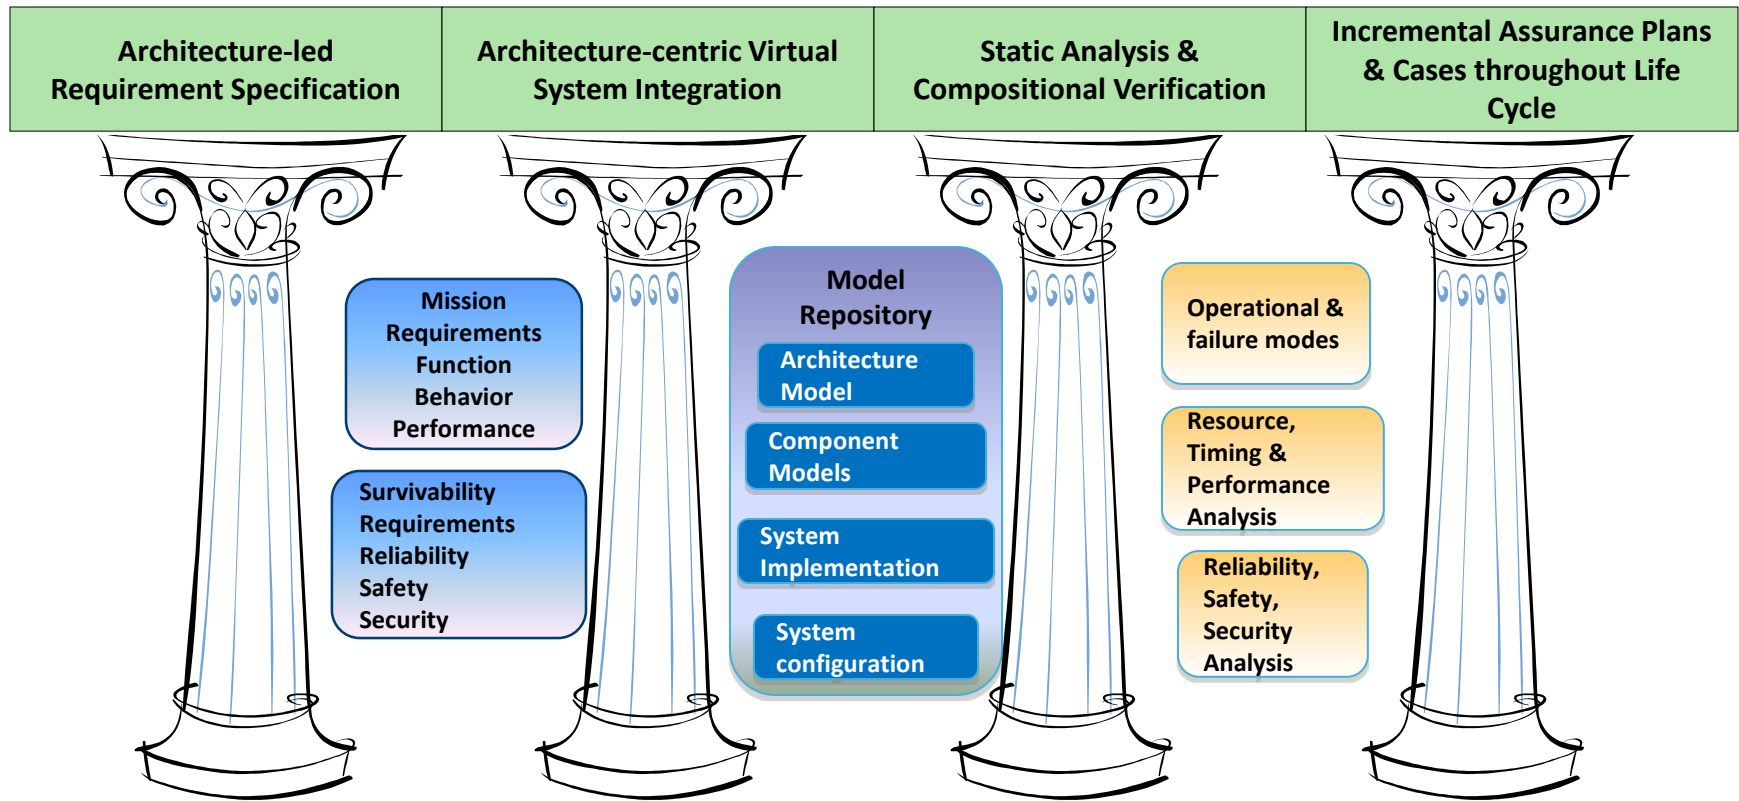 Architecture-led
Requirement Specification
Architecture-centric Virtual
System Integration
Static Analysis &
Compositional Verification
Incremental Assurance Plans
& Cases throughout Life
Cycle
Mission
Requirements
Function
Behavior
Performance
Survivability
Requirements
Reliability
Safety
Security
Model
Repository
Architecture
Model
Component
Models
System
Implementation
System
configuration
Operational &
failure modes
Resource,
Timing &
Performance
Analysis
Reliability,
Safety,
Security
Analysis